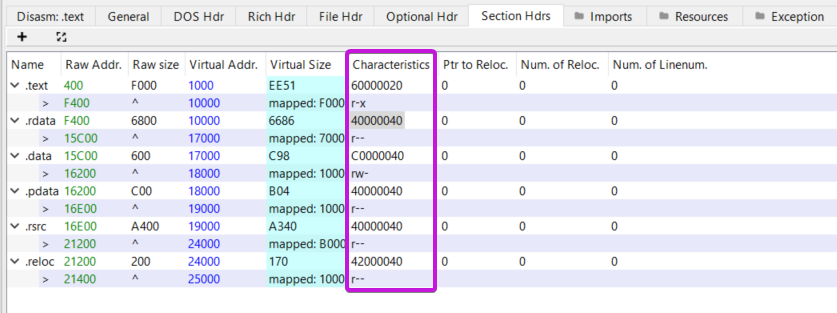 Disasm: .text General DOS Hdr Rich Hdr File Hdr Optional Hdr Section Hdrs Imports Resources Exception
Name Raw Addr. Raw size Virtual Addr. Virtual Size Characteristics Ptr to Reloc. Num. of Reloc. Num. of Linenum.
.text 400 F000 1000 EE51 60000020 0 0 0
> F400 ^ 10000 mapped: F000 r-x
.rdata F400 6800 10000 6686 40000040 0 0 0
> 15C00 ^ 17000 mapped: 7000 r--
.data 15C00 600 17000 C98 C0000040 0 0 0
> 16200 ^ 18000 mapped: 1000 rw-
.pdata 16200 C00 18000 B04 40000040 0 0 0
> 16E00 ^ 19000 mapped: 1000 r--
.rsrc 16E00 A400 19000 A340 40000040 0 0 0
> 21200 ^ 24000 mapped: B000 r--
.reloc 21200 200 24000 170 42000040 0 0 0
> 21400 ^ 25000 mapped: 1000 r--